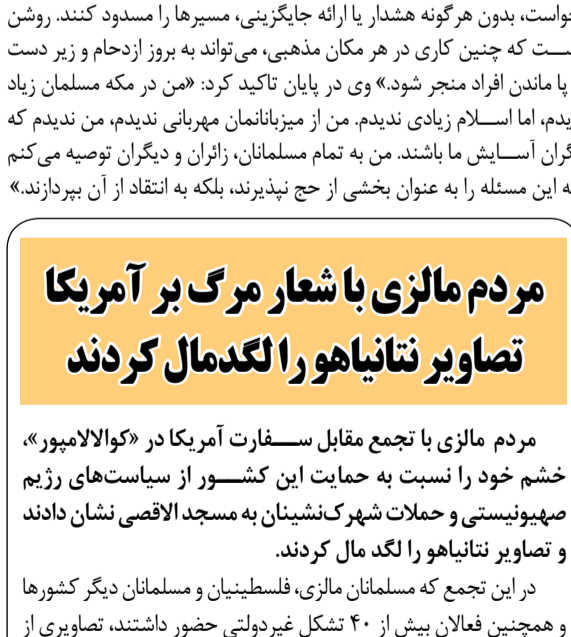 بدون هرگونه هشدار یا ارائه جایگزینی، مسیرها را مسدود کنند. روشن
که چنین کاری در هر مکان مذهبی، می‌تواند به بروز ازدحام و زیر دست
پا ماندن افراد منجر شود.» وی در پایان تاکید کرد: «من در مکه مسلمان زیاد
دیدم، اما اسلام زیادی ندیدم. من از میزبانانمان مهربانی ندیدم، من ندیدم که
آسایش ما باشند. من به تمام مسلمانان، زائران و دیگران توصیه می‌کنم
این مسئله را به عنوان بخشی از حج نپذیرند، بلکه به انتقاد از آن بپردازند.»
مردم مالزی با شعار مرگ بر آمریکا
تصاویر نتانیاهو را لگدمال کردند
مردم مالزی با تجمع مقابل سفارت آمریکا در «کوالالامپور»،
خشم خود را نسبت به حمایت این کشور از سیاست‌های رژیم
صهیونیستی و حملات شهرک‌نشینان به مسجد الاقصی نشان دادند
و تصاویر نتانیاهو را لگد مال کردند.
در این تجمع که مسلمانان مالزی، فلسطینیان و مسلمانان دیگر کشورها
و همچنین فعالان بیش از ۴۰ تشکل غیردولتی حضور داشتند، تصاویری از